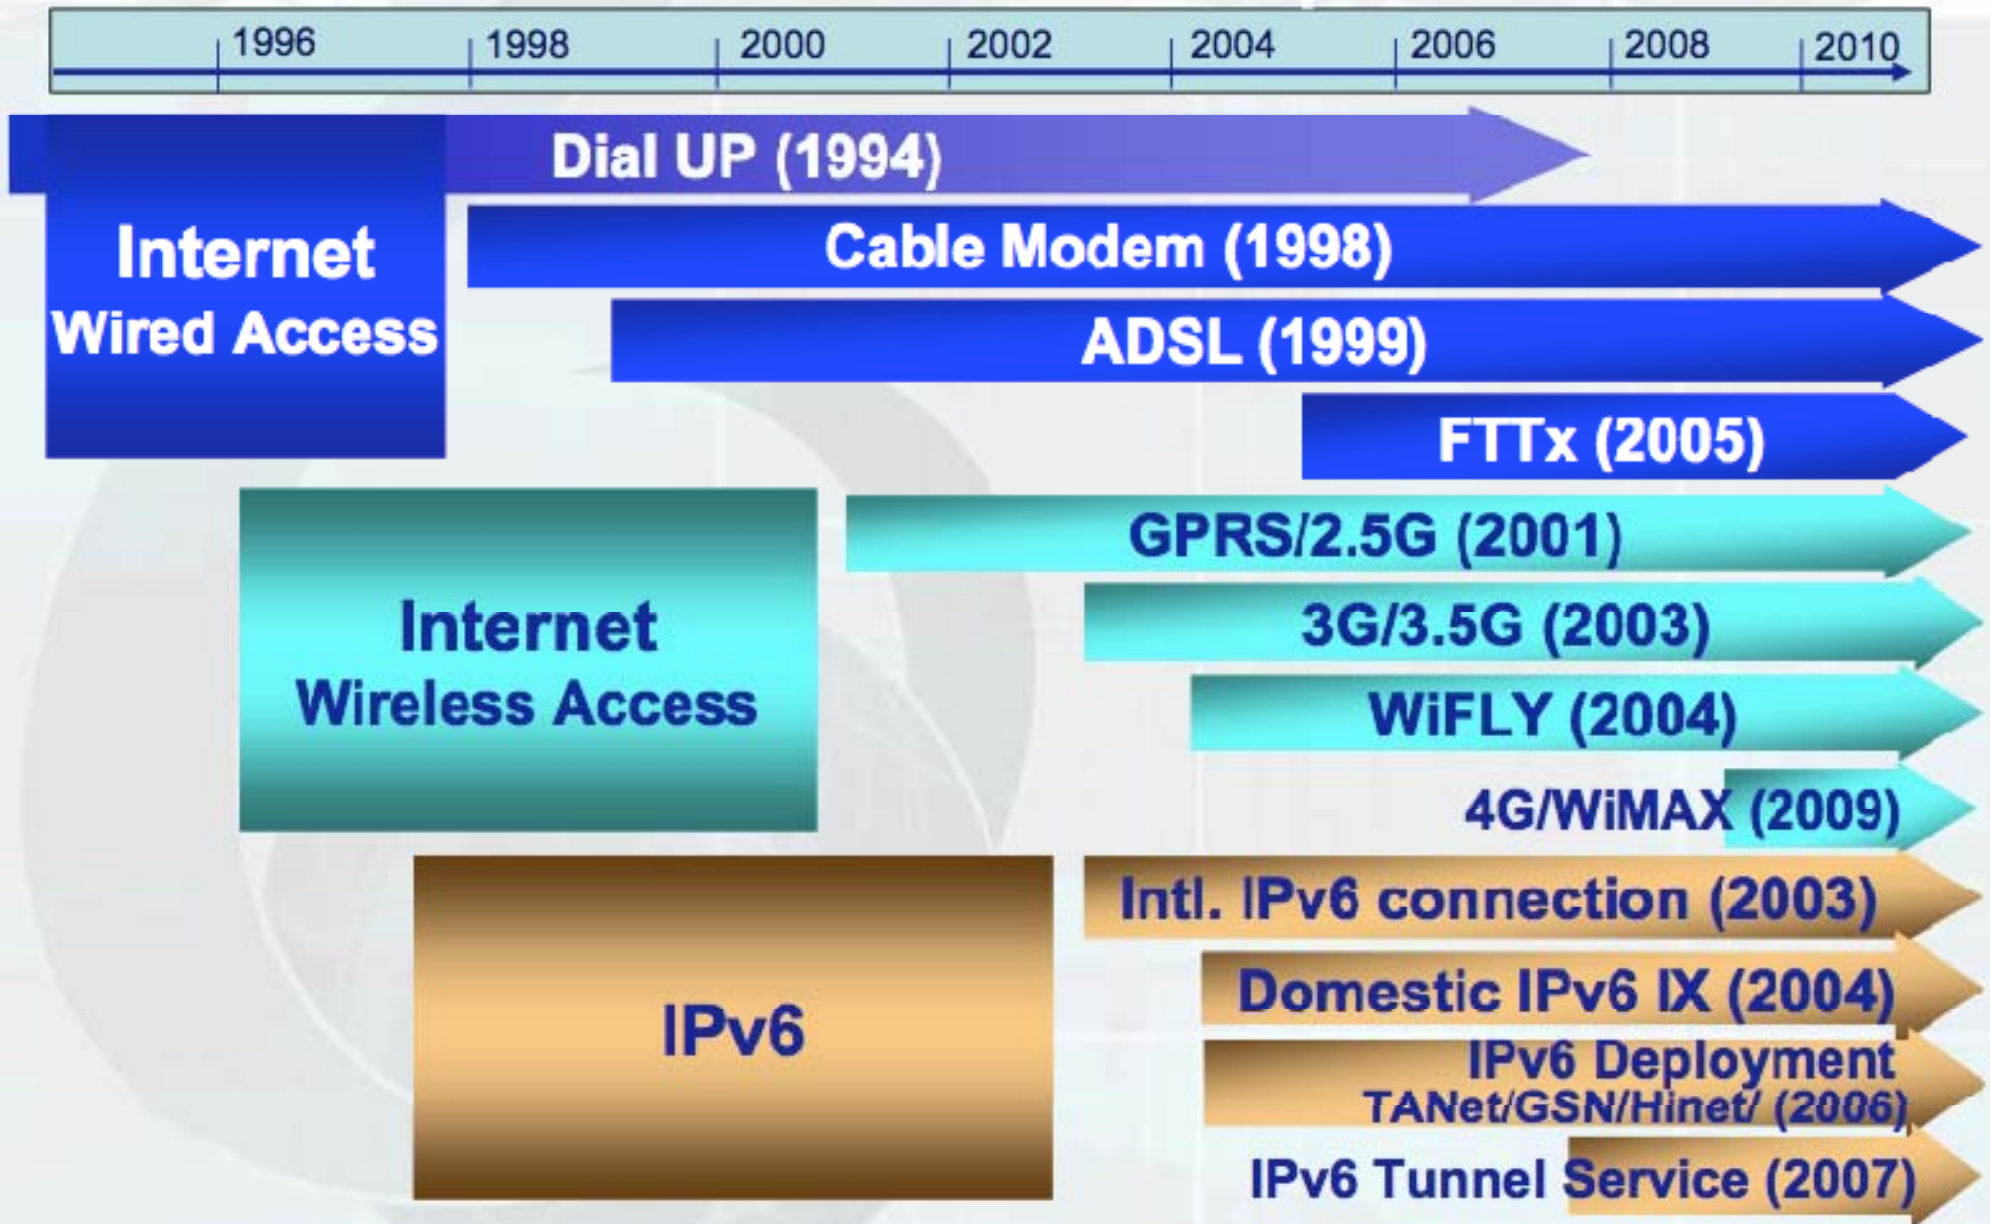 1996 1998 2000 2002 2004 2006 2008 2010
Dial UP (1994)
Internet
Wired Access
Cable Modem (1998)
ADSL (1999)
FTTx (2005)
GPRS/2.5G (2001)
Internet
Wireless Access
3G/3.5G (2003)
WiFLY (2004)
4G/WiMAX (2009)
IPv6
Intl. IPv6 connection (2003)
Domestic IPv6 IX (2004)
IPv6 Deployment
TANet/GSN/Hinet/ (2006)
IPv6 Tunnel Service (2007)